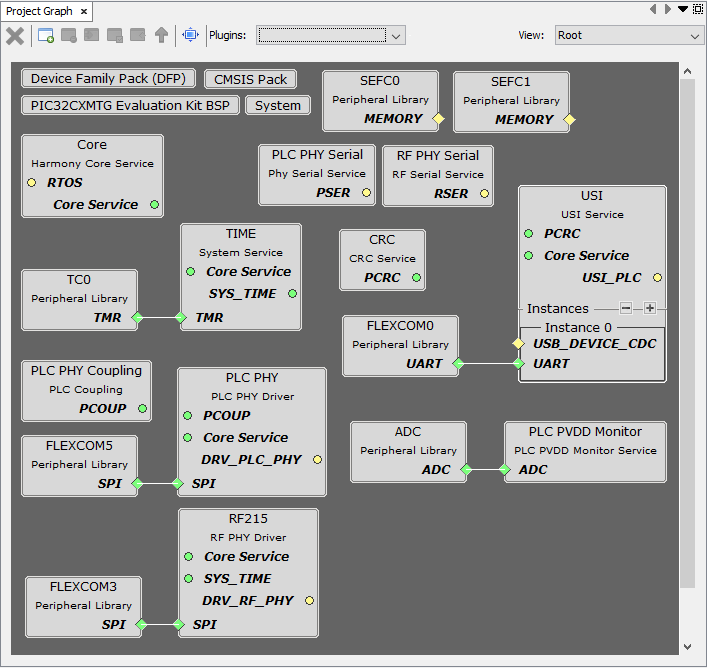 Project Graph
Plugins:
View: Root
Device Family Pack (DFP)
CMSIS Pack
PIC32CXMTG Evaluation Kit BSP
System
SEFC0
Peripheral Library
MEMORY
SEFC1
Peripheral Library
MEMORY
Core
Harmony Core Service
RTOS
Core Service
PLC PHY Serial
Phy Serial Service
PSER
RF PHY Serial
RF Serial Service
RSER
USI
USI Service
PCRC
Core Service
USI_PLC
Instances
Instance 0
USB_DEVICE_CDC
UART
TIME
System Service
Core Service
SYS_TIME
TMR
CRC
CRC Service
PCRC
TC0
Peripheral Library
TMR
FLEXCOM0
Peripheral Library
UART
PLC PHY Coupling
PLC Coupling
PCOUP
PLC PHY
PLC PHY Driver
PCOUP
Core Service
DRV_PLC_PHY
SPI
FLEXCOM5
Peripheral Library
SPI
ADC
Peripheral Library
ADC
PLC PVDD Monitor
PLC PVDD Monitor Service
ADC
RF215
RF PHY Driver
Core Service
SYS_TIME
DRV_RF_PHY
SPI
FLEXCOM3
Peripheral Library
SPI